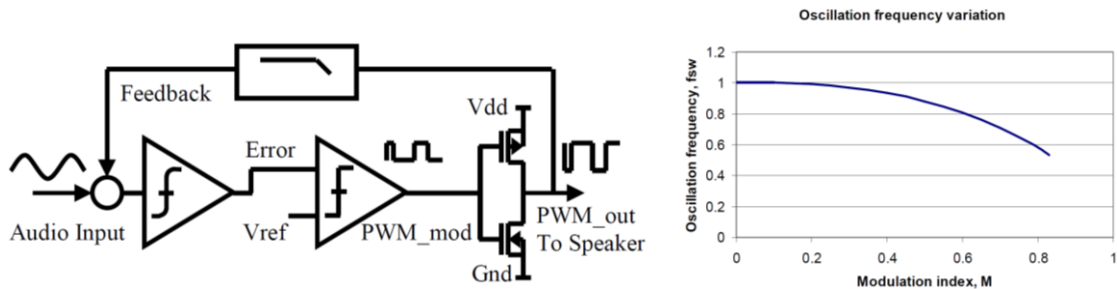 Feedback
Vdd
Error
Audio Input
Vref
PWM_mod
PWM_out
To Speaker
Gnd
Oscillation frequency variation
Oscillation frequency, fsw
1.2
1
0.8
0.6
0.4
0.2
0
0
0.2
0.4
0.6
0.8
1
Modulation index, M